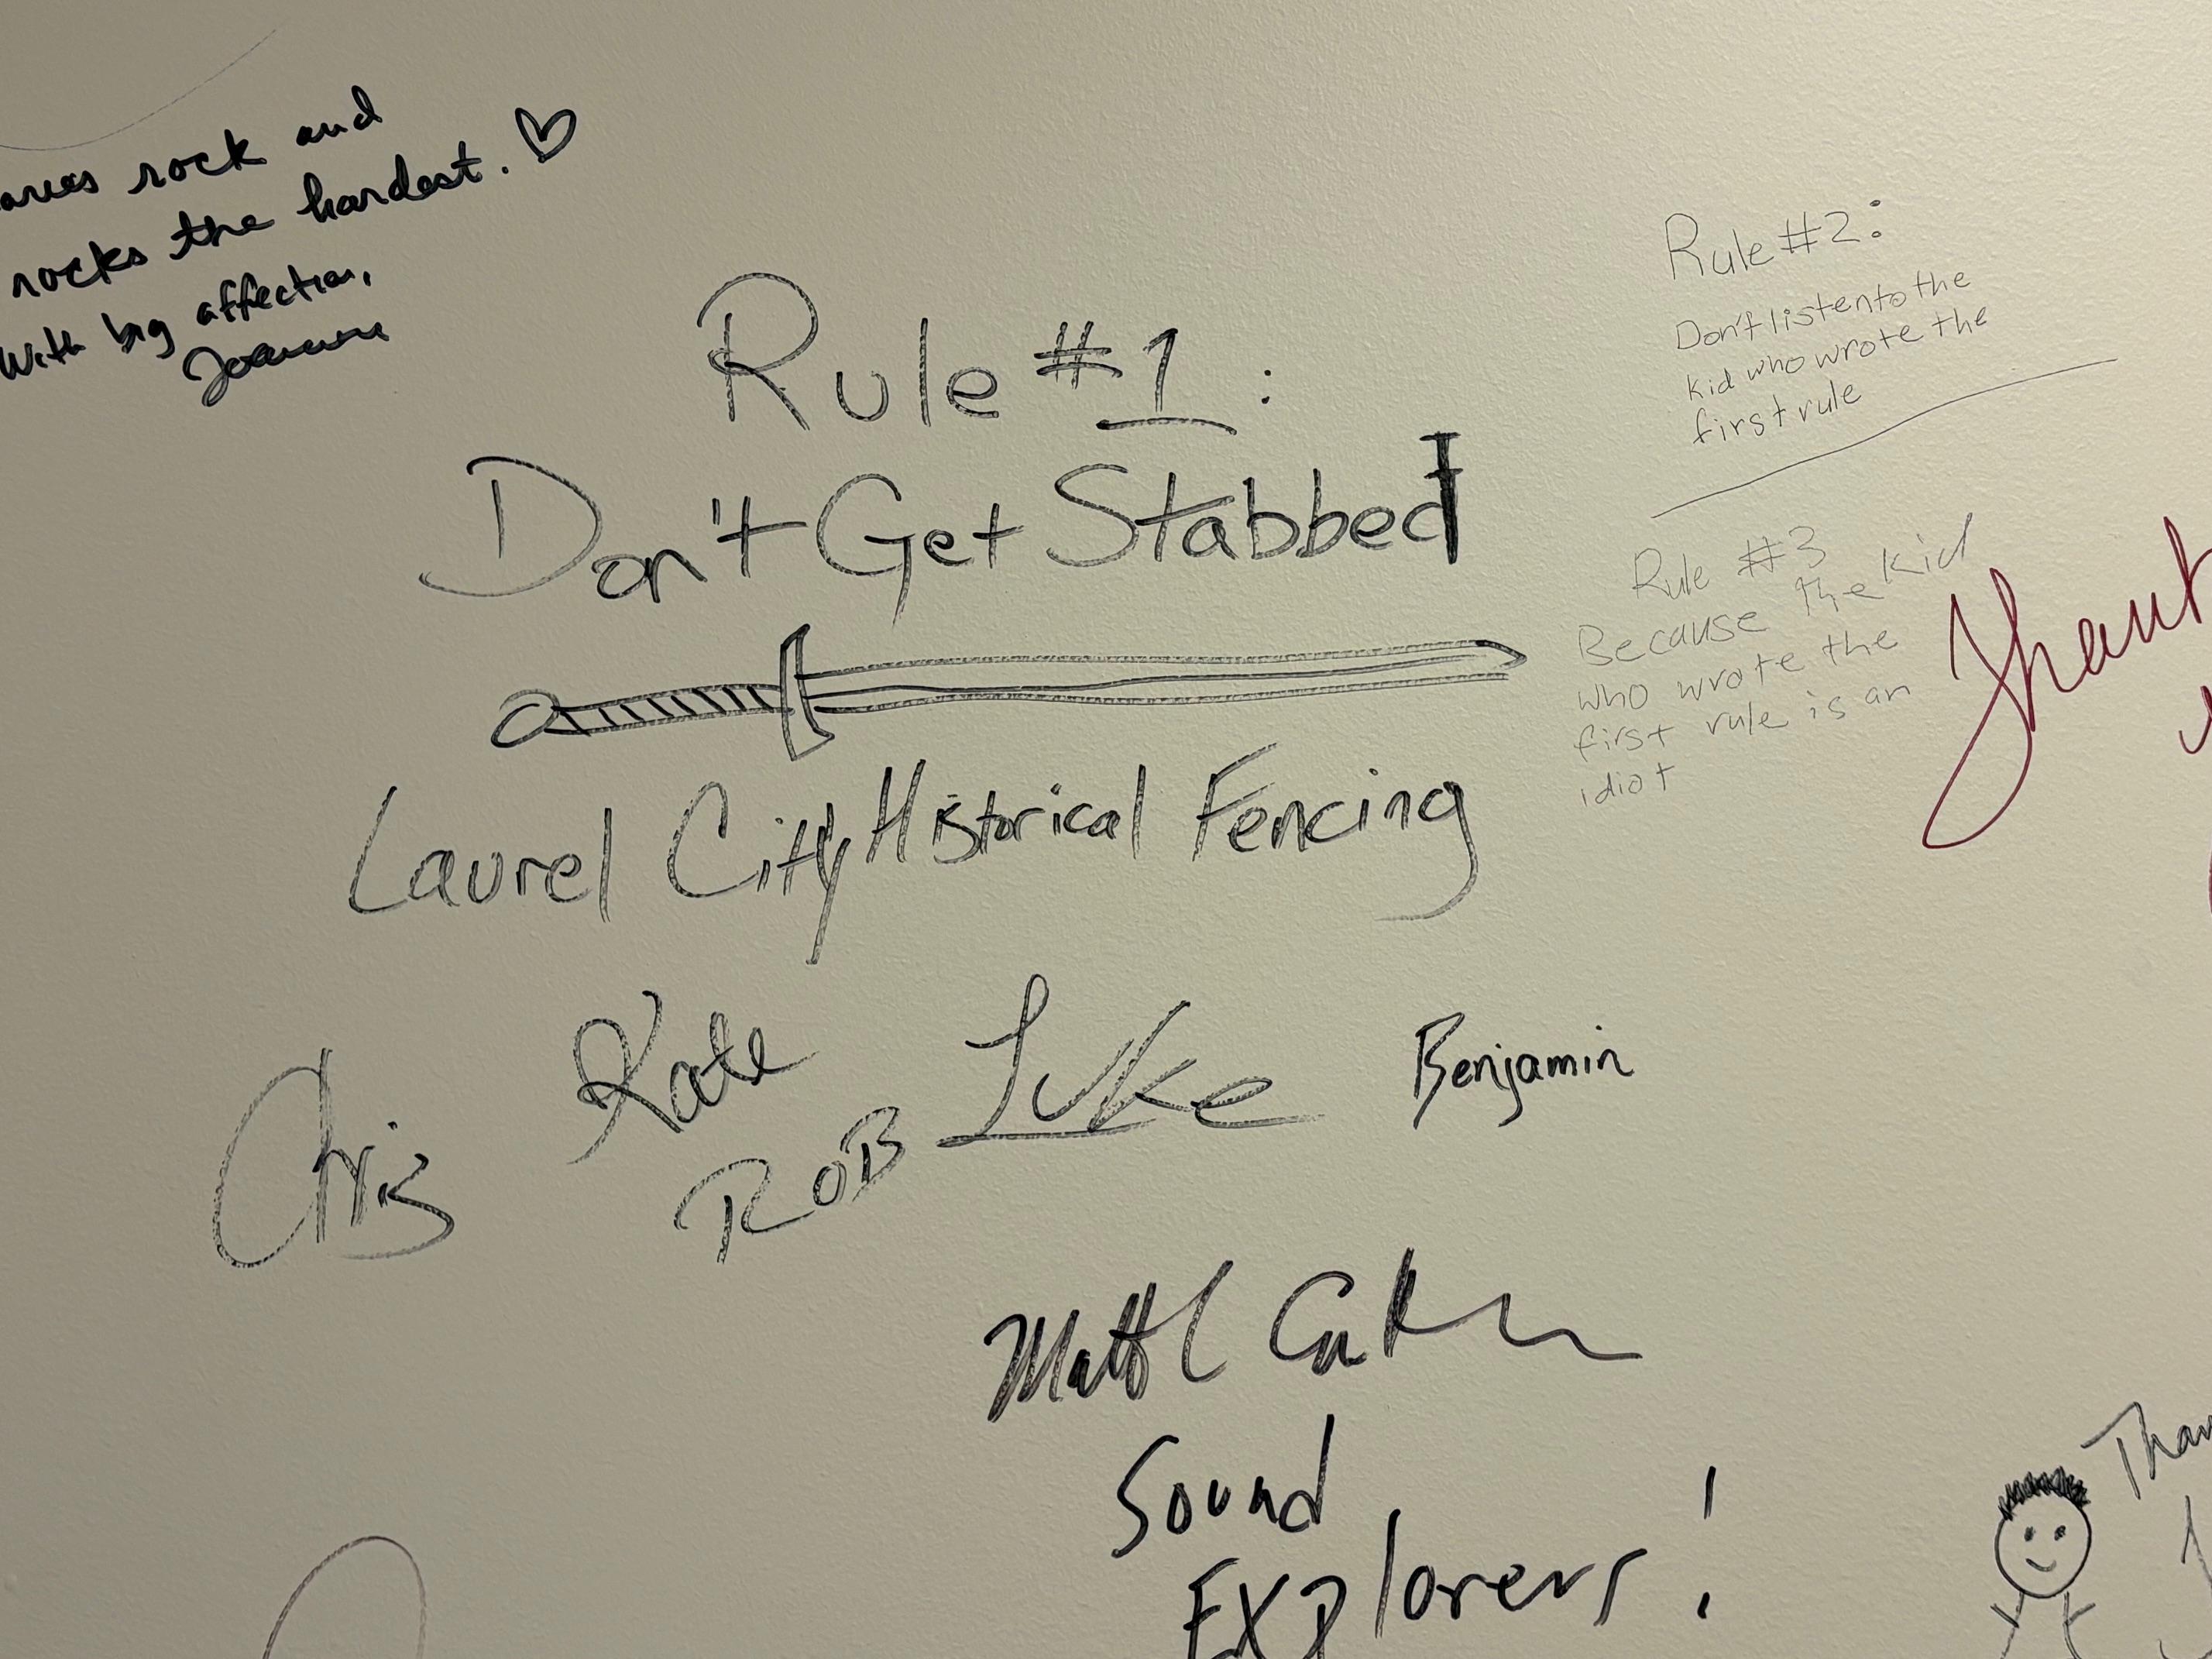 rock and
rocks the hardest.
With big affection,
Joanne
Rule #1:
Don't Get Stabbed
Laurel City Historical Fencing
Chris
Kate
ROB
Luke
Benjamin
Matt
Sound
Explorers!
Rule #2:
Don't listen to the
kid who wrote the
first rule
Rule #3
Because the kid
who wrote the
first rule is an
idiot